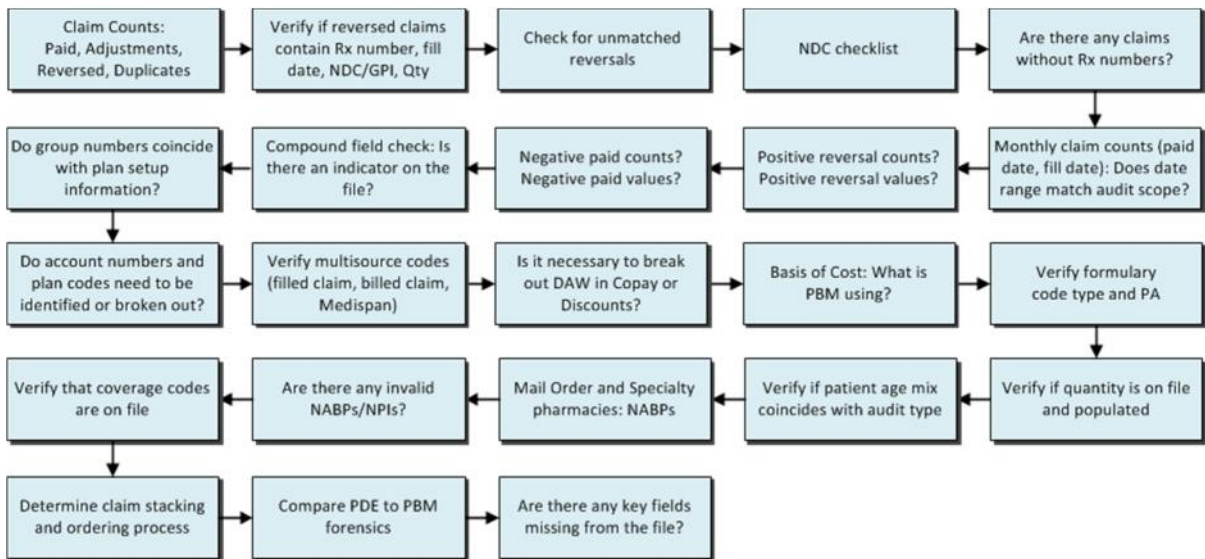 Claim Counts:
Paid, Adjustments,
Reversed, Duplicates
Verify if reversed claims
contain Rx number, fill
date, NDC/GPI, Qty
Check for unmatched
reversals
NDC checklist
Are there any claims
without Rx numbers?
Monthly claim counts (paid
date, fill date): Does date
range match audit scope?
Positive reversal counts?
Positive reversal values?
Negative paid counts?
Negative paid values?
Compound field check: Is
there an indicator on the
file?
Do group numbers coincide
with plan setup
information?
Do account numbers and
plan codes need to be
identified or broken out?
Verify multisource codes
(filled claim, billed claim,
Medispan)
Is it necessary to break
out DAW in Copay or
Discounts?
Basis of Cost: What is
PBM using?
Verify formulary
code type and PA
Verify if quantity is on file
and populated
Verify if patient age mix
coincides with audit type
Mail Order and Specialty
pharmacies: NABPs
Are there any invalid
NABPs/NPIs?
Verify that coverage codes
are on file
Determine claim stacking
and ordering process
Compare PDE to PBM
forensics
Are there any key fields
missing from the file?